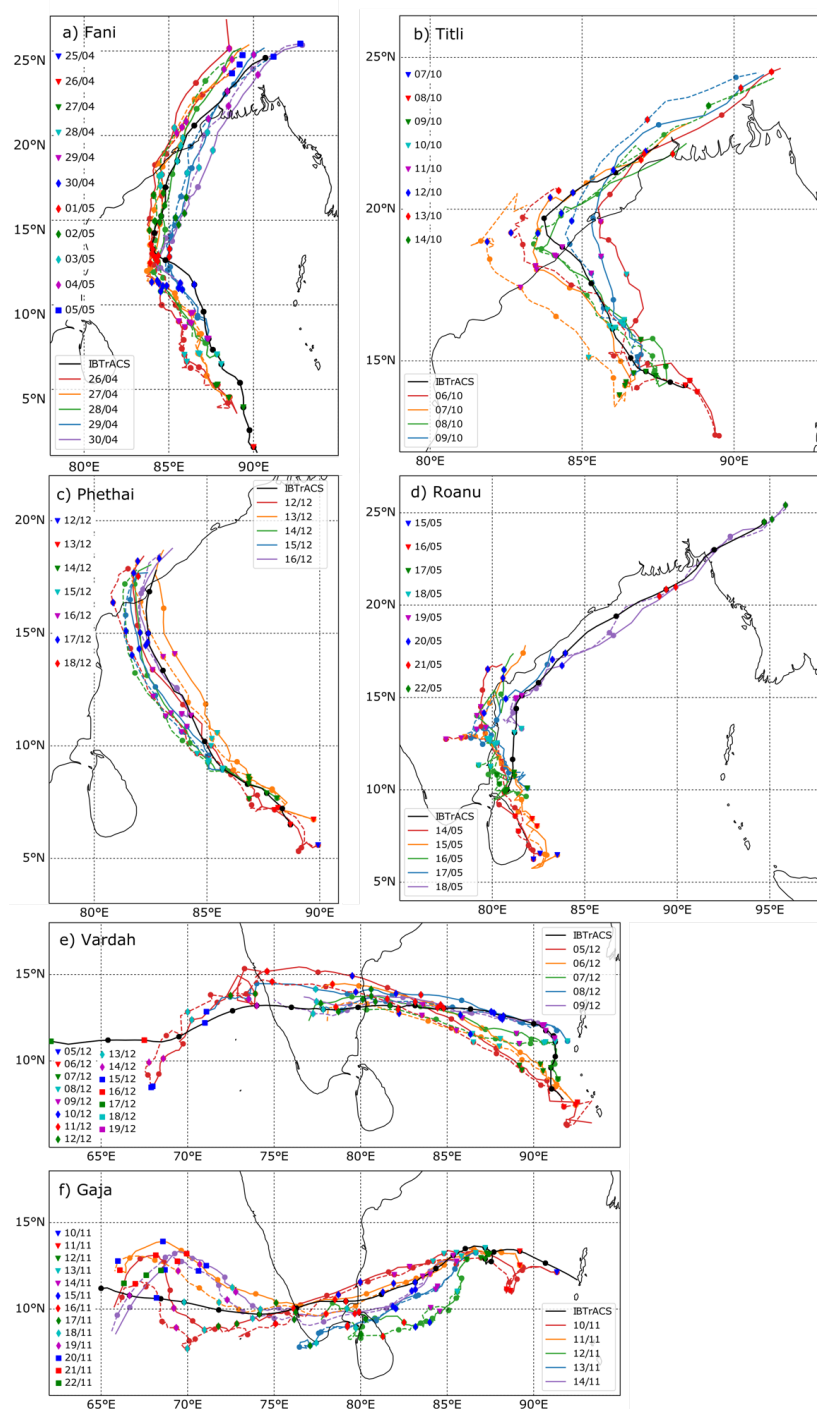 a) Fani
25/04
26/04
27/04
28/04
29/04
30/04
01/05
02/05
03/05
04/05
05/05
IBTrACS
26/04
27/04
28/04
29/04
30/04
25°N
20°N
15°N
10°N
5°N
80°E 85°E 90°E
b) Titli
07/10
08/10
09/10
10/10
11/10
12/10
13/10
14/10
IBTrACS
06/10
07/10
08/10
09/10
25°N
20°N
15°N
80°E 85°E 90°E
c) Phethai
12/12
13/12
14/12
15/12
16/12
17/12
18/12
IBTrACS
12/12
13/12
14/12
15/12
16/12
20°N
15°N
10°N
5°N
80°E 85°E 90°E
d) Roanu
15/05
16/05
17/05
18/05
19/05
20/05
21/05
22/05
IBTrACS
14/05
15/05
16/05
17/05
18/05
25°N
20°N
15°N
10°N
5°N
80°E 85°E 90°E 95°E
e) Vardah
IBTrACS
05/12
06/12
07/12
08/12
09/12
15°N
10°N
05/12 13/12
06/12 14/12
07/12 15/12
08/12 16/12
09/12 17/12
10/12 18/12
11/12 19/12
12/12
65°E 70°E 75°E 80°E 85°E 90°E
f) Gaja
10/11
11/11
12/11
13/11
14/11
15/11
16/11
17/11
18/11
19/11
20/11
21/11
22/11
IBTrACS
10/11
11/11
12/11
13/11
14/11
15°N
10°N
65°E 70°E 75°E 80°E 85°E 90°E